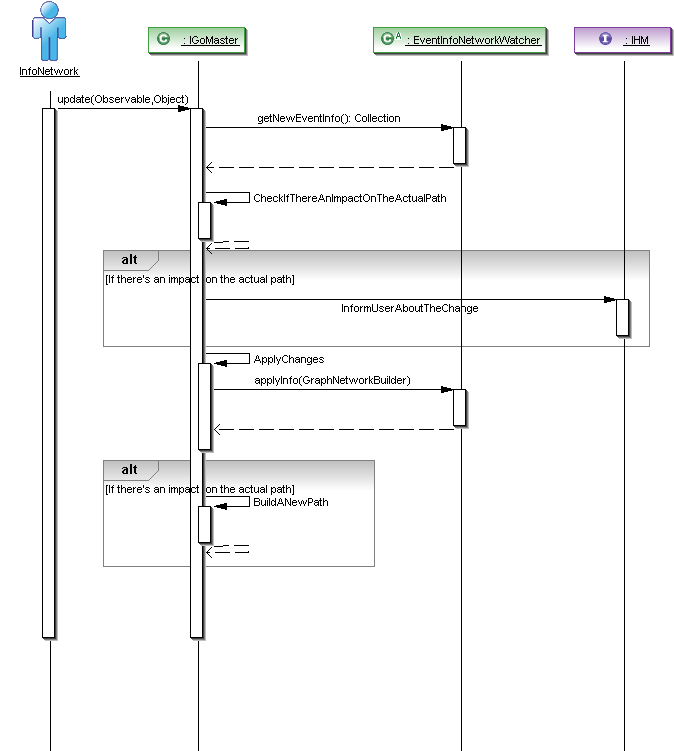 InfoNetwork
C : IGoMaster
C A : EventInfoNetworkWatcher
I : IHM
update(Observable,Object)
getNewEventInfo(): Collection
CheckIfThereAnImpactOnTheActualPath
alt
[If there's an impact on the actual path]
InformUserAboutTheChange
ApplyChanges
applyInfo(GraphNetworkBuilder)
alt
[If there's an impact on the actual path]
BuildANewPath